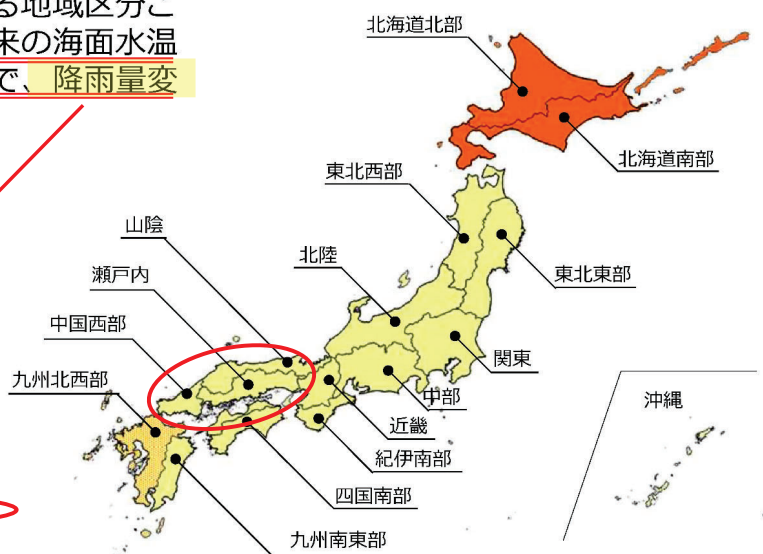 る地域区分ご
来の海面水温
で、降雨量変
北海道北部
北海道南部
東北西部
山陰
北陸
東北東部
瀬戸内
中国西部
関東
九州北西部
中部
沖縄
近畿
紀伊南部
四国南部
九州南東部